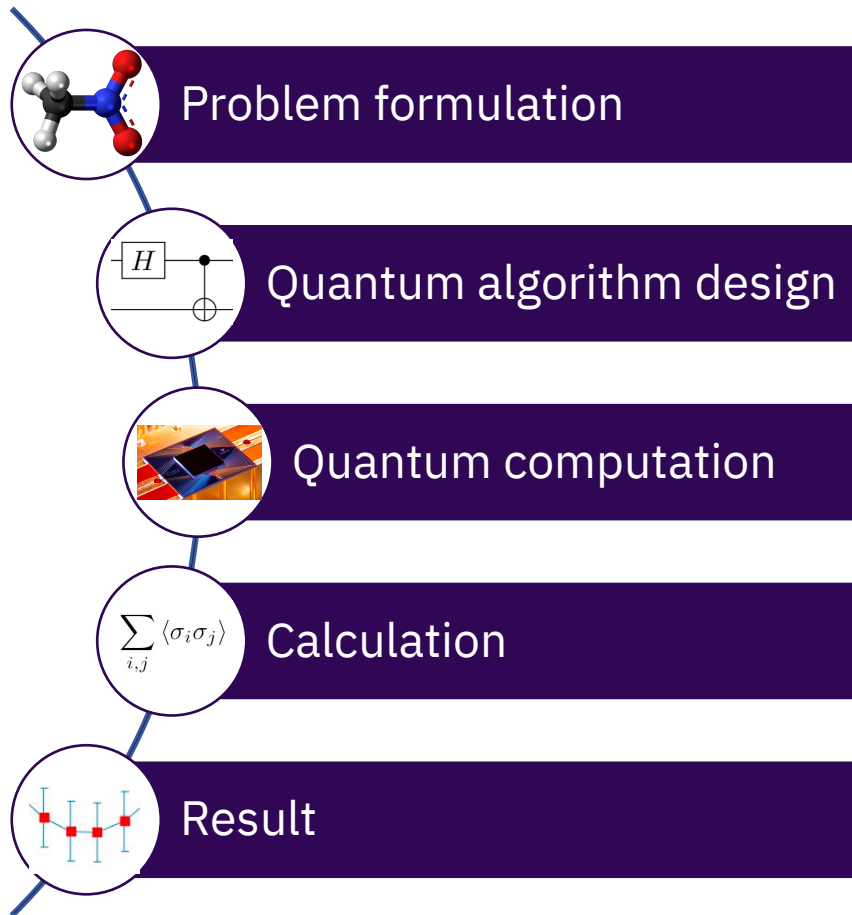 Problem formulation
H
Quantum algorithm design
Quantum computation
∑ ⟨σᵢσⱼ⟩
i,j
Calculation
Result